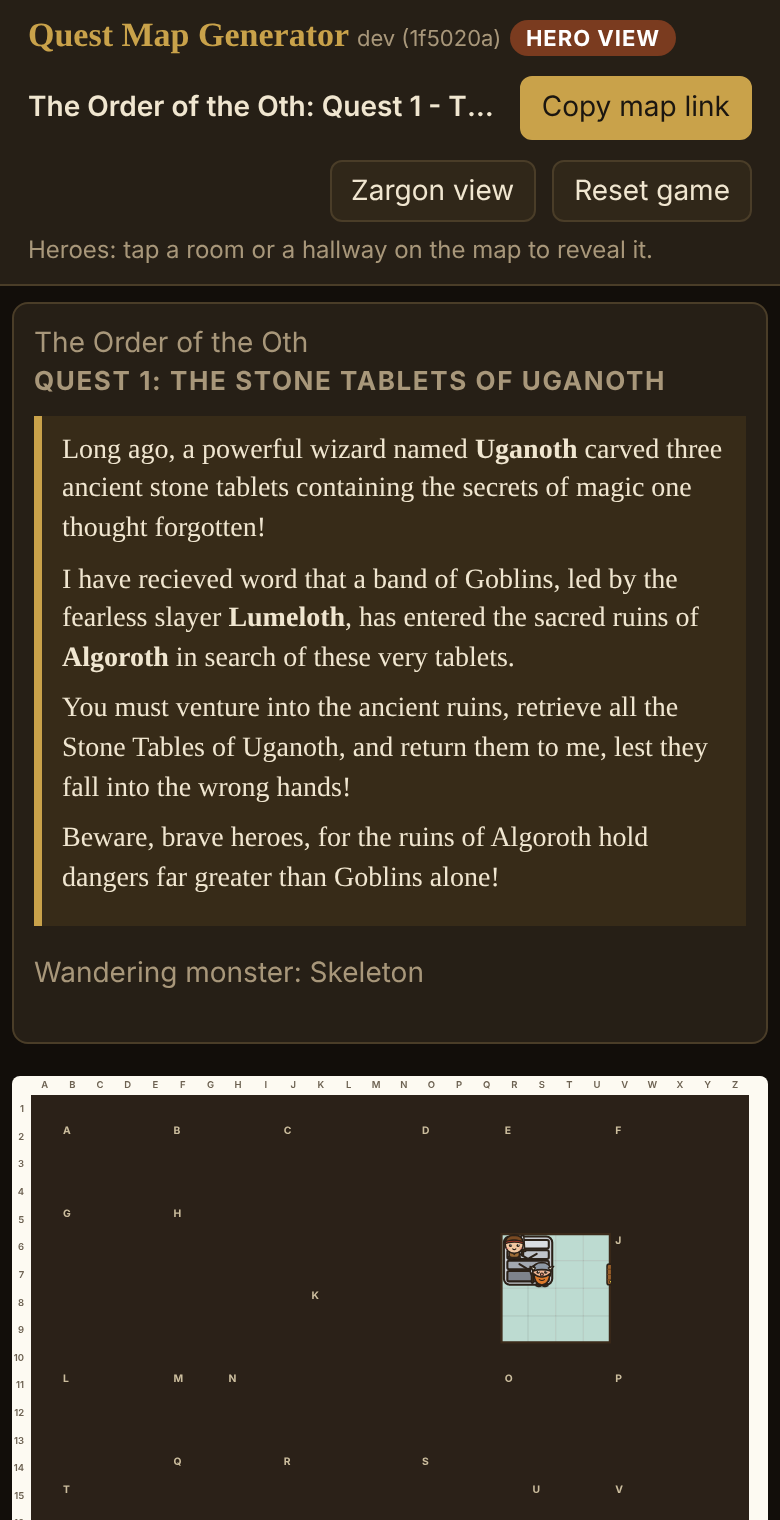 Quest Map Generator dev (1f5020a) HERO VIEW
The Order of the Oth: Quest 1 - T... Copy map link
Zargon view Reset game
Heroes: tap a room or a hallway on the map to reveal it.
The Order of the Oth
QUEST 1: THE STONE TABLETS OF UGANOTH
Long ago, a powerful wizard named Uganoth carved three
ancient stone tablets containing the secrets of magic one
thought forgotten!
I have recieved word that a band of Goblins, led by the
fearless slayer Lumeloth, has entered the sacred ruins of
Algoroth in search of these very tablets.
You must venture into the ancient ruins, retrieve all the
Stone Tables of Uganoth, and return them to me, lest they
fall into the wrong hands!
Beware, brave heroes, for the ruins of Algoroth hold
dangers far greater than Goblins alone!
Wandering monster: Skeleton
A B C D E F G H I J K L M N O P Q R S T U V W X Y Z
1
2 A B C D E F
3
4
5 G H
6 J
7
8 K
9
10
11 L M N O P
12
13
14 Q R S
15 T U V